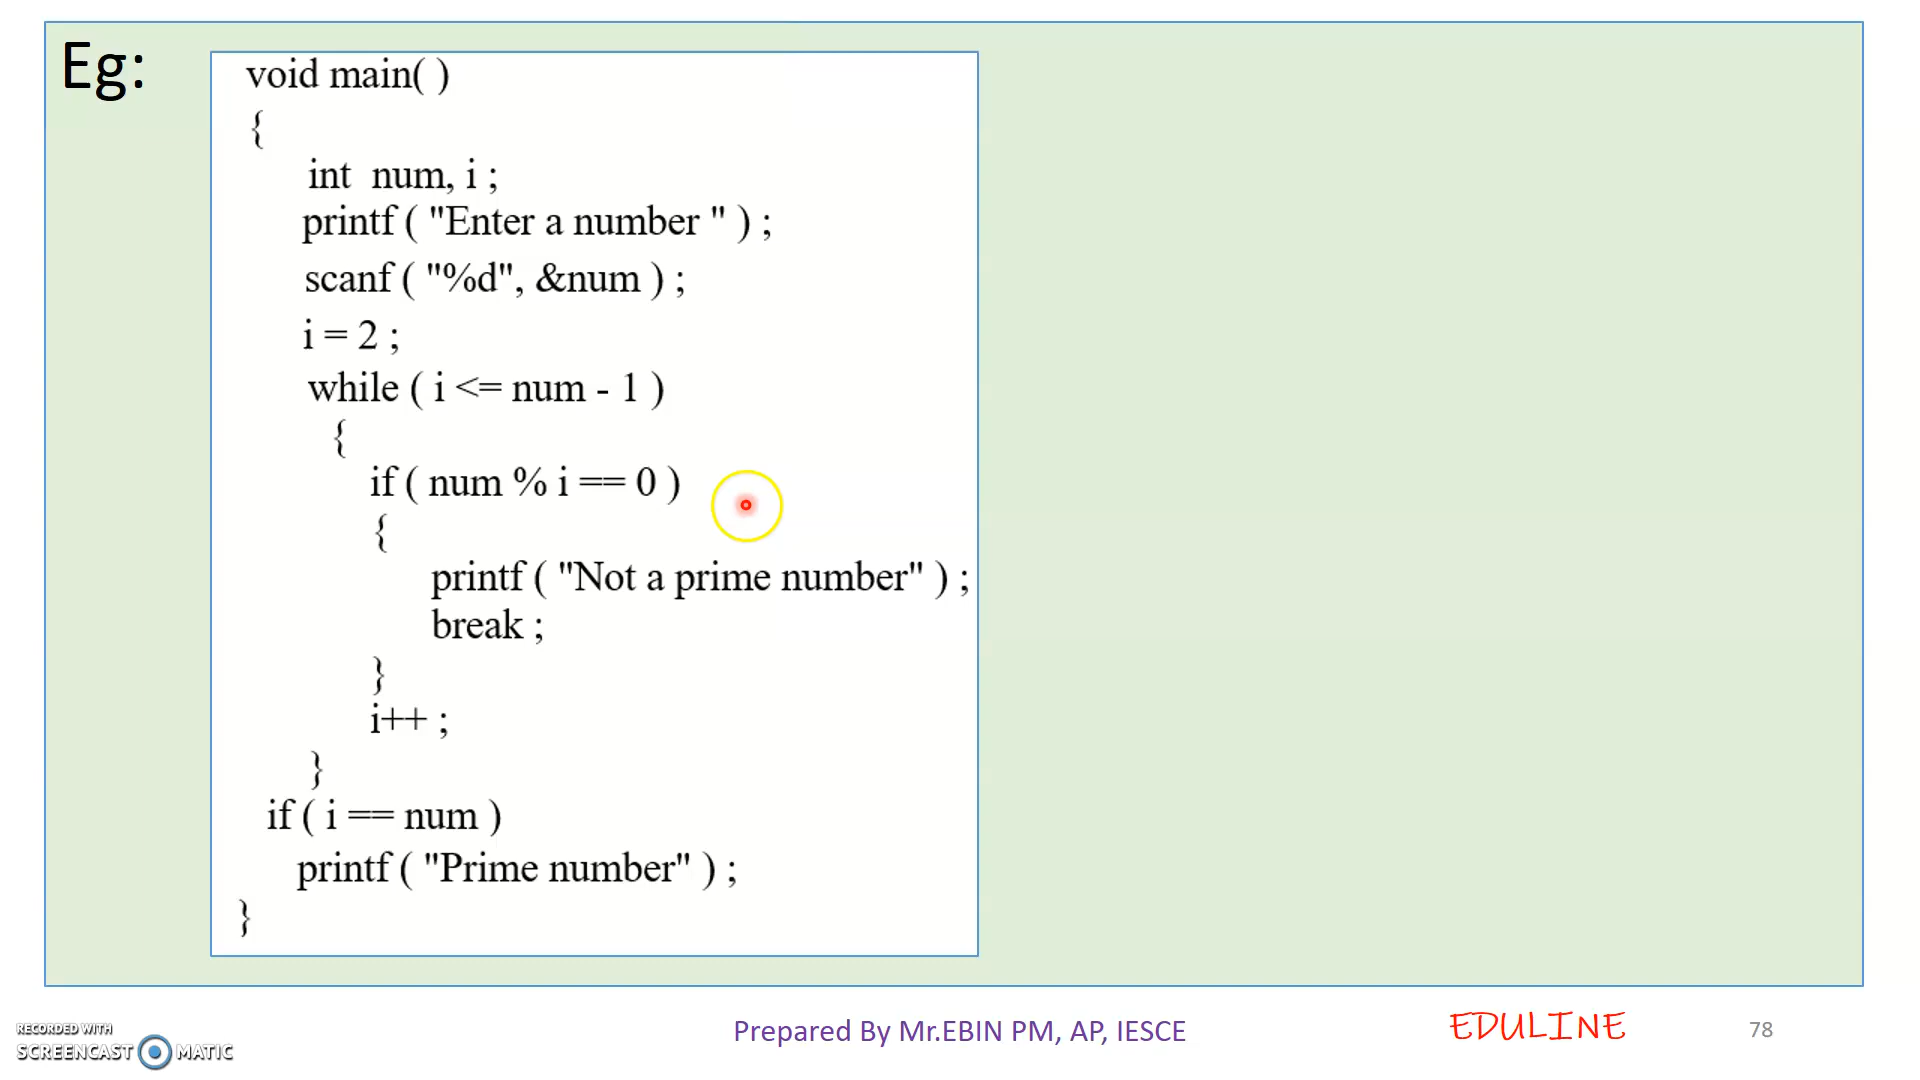 Eg:
void main( )
{
int  num, i ;
printf ( "Enter a number " ) ;
scanf ( "%d", &num ) ;
i = 2 ;
while ( i <= num - 1 )
{
if ( num % i == 0 )
{
printf ( "Not a prime number" ) ;
break ;
}
i++ ;
}
if ( i == num )
printf ( "Prime number" ) ;
}
Prepared By Mr.EBIN PM, AP, IESCE
EDULINE
78
RECORDED WITH
SCREENCAST MATIC